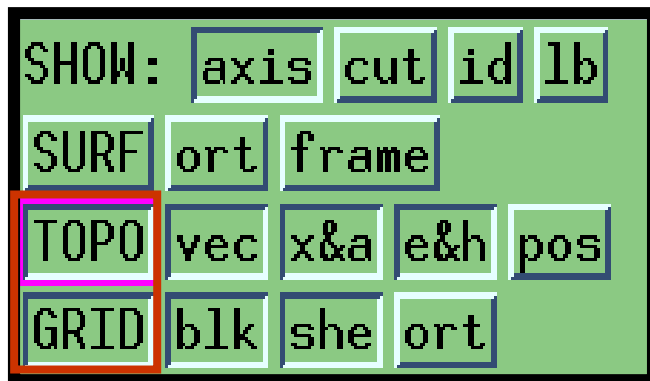 SHOW: axis cut id lb
SURF ort frame
TOPO vec x&a e&h pos
GRID blk she ort